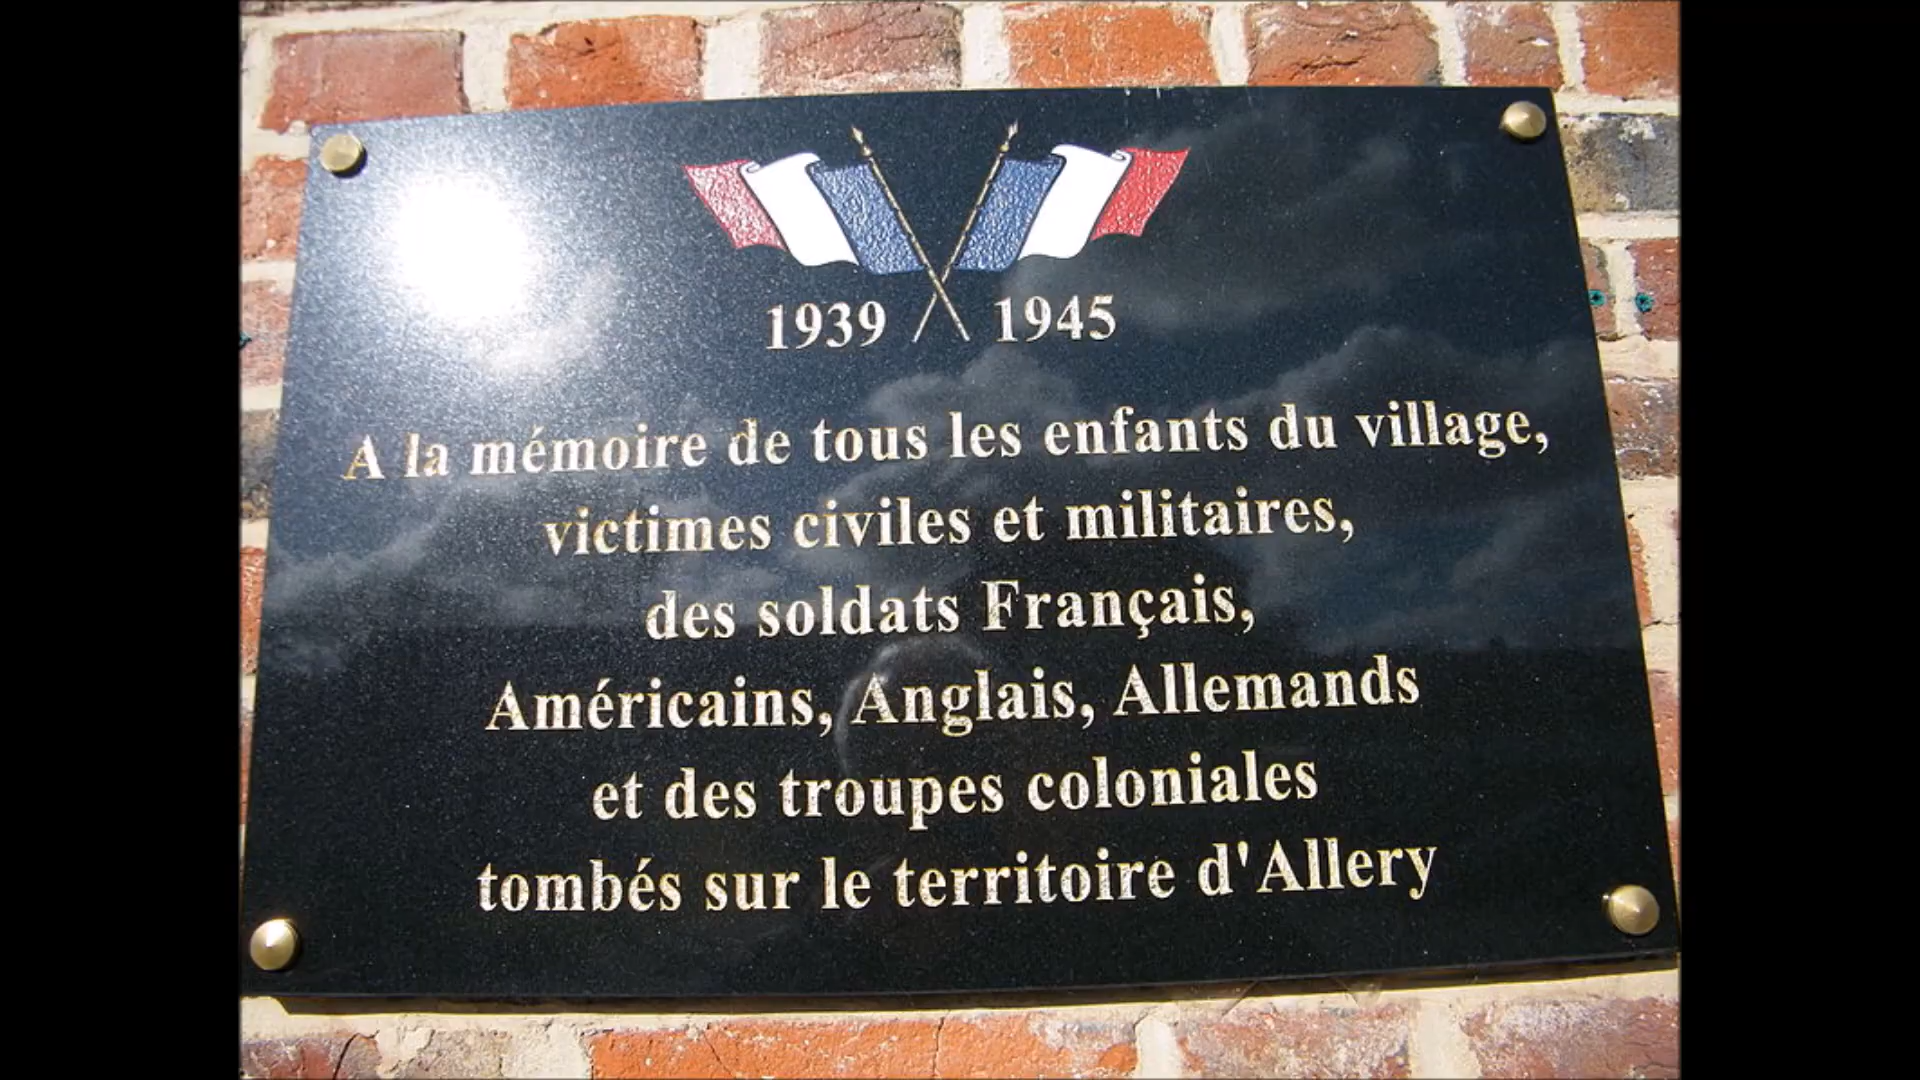 1939 1945
A la mémoire de tous les enfants du village,
victimes civiles et militaires,
des soldats Français,
Américains, Anglais, Allemands
et des troupes coloniales
tombés sur le territoire d'Allery